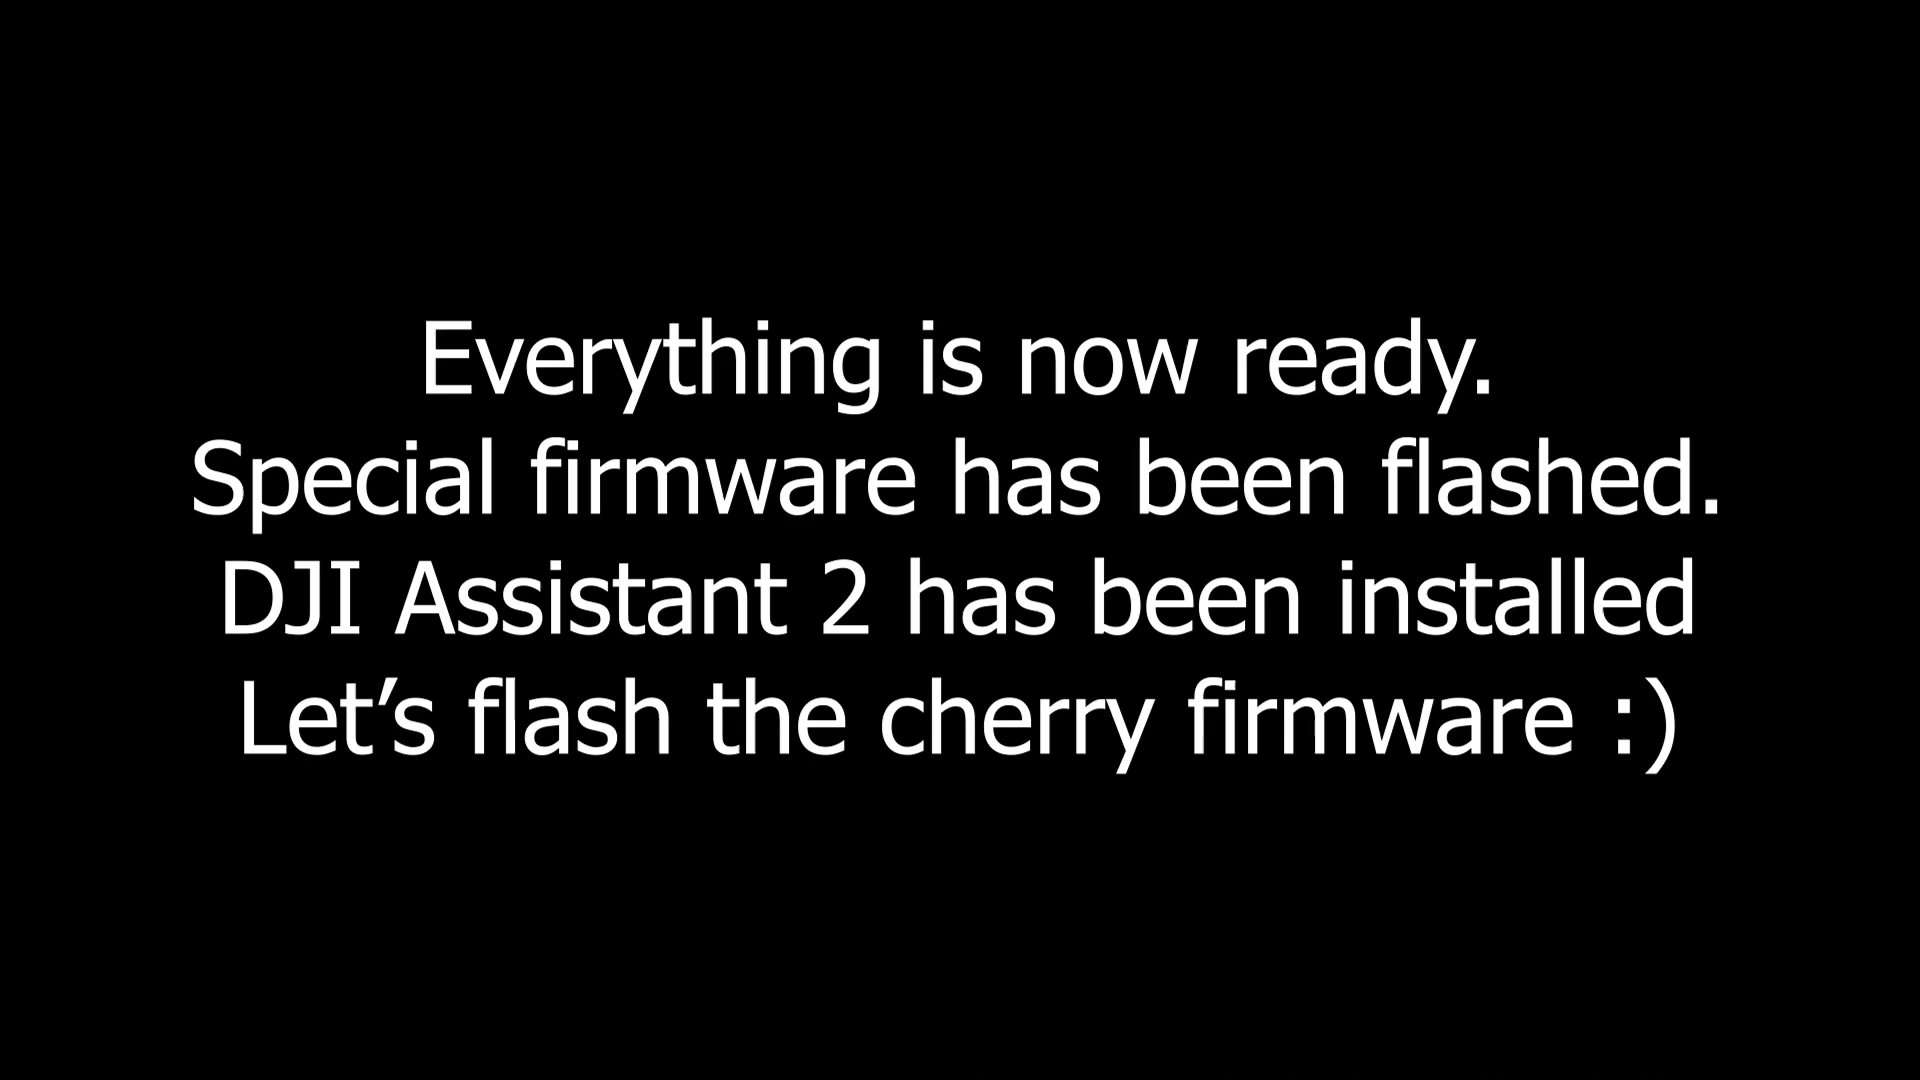 Everything is now ready.
Special firmware has been flashed.
DJI Assistant 2 has been installed
Let’s flash the cherry firmware :)